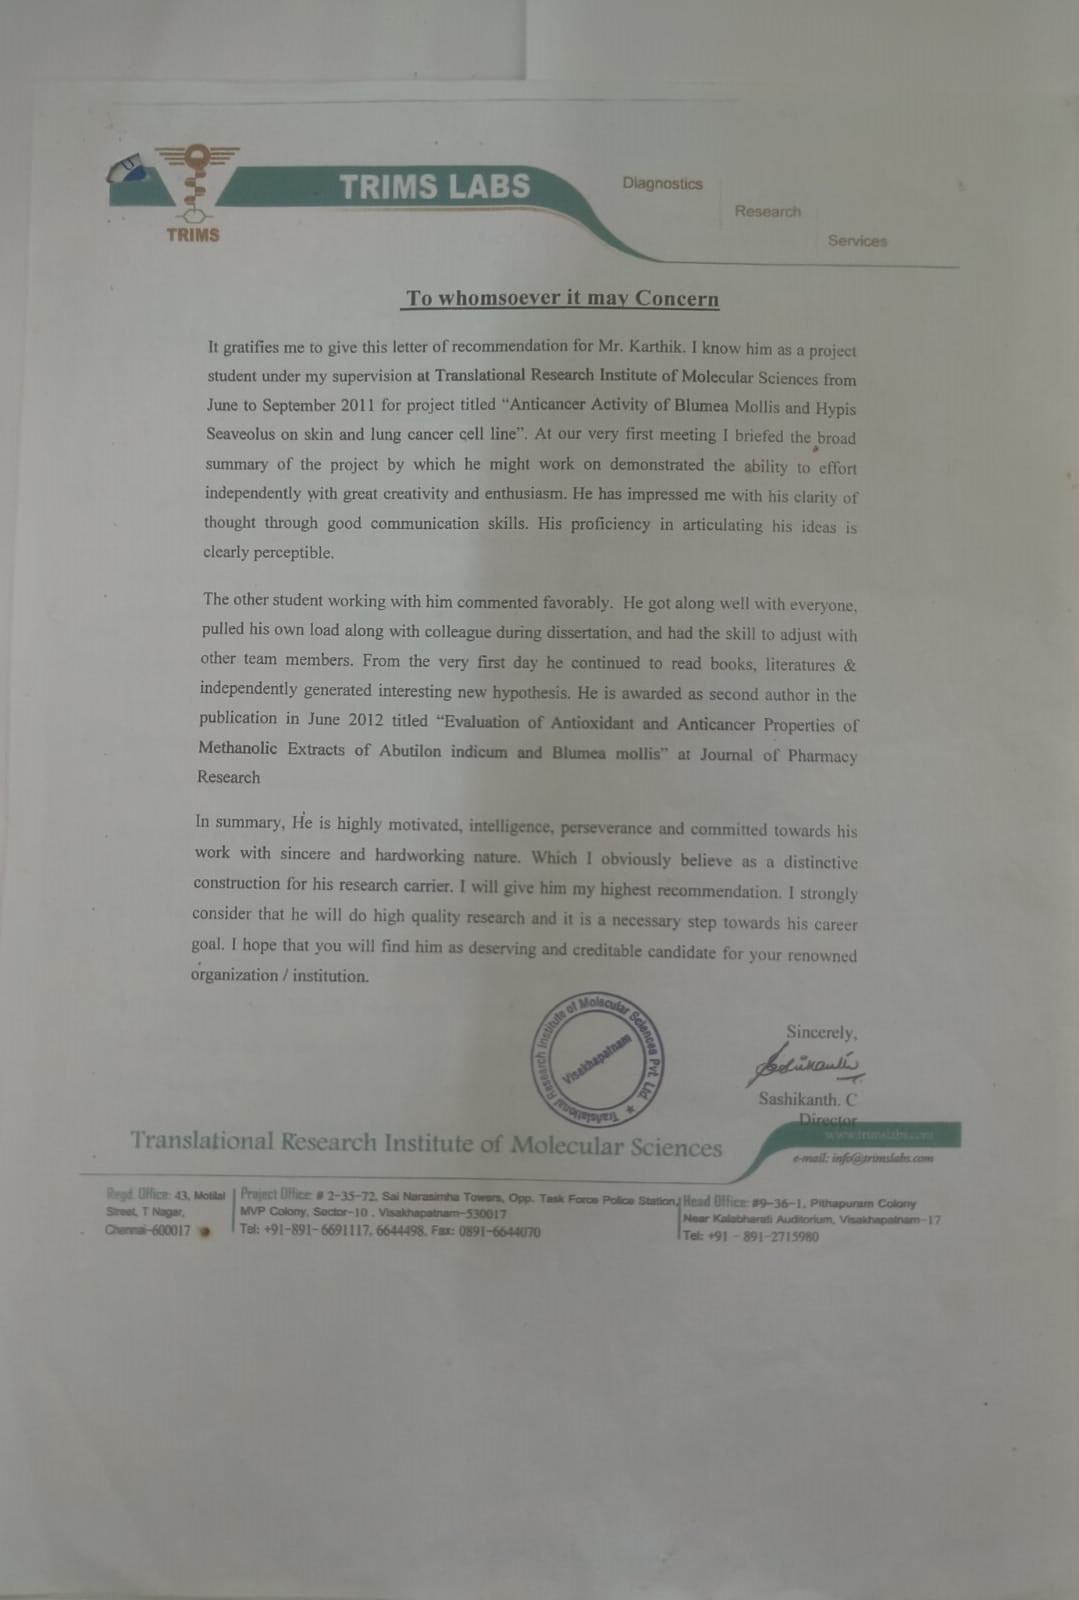 TRIMS LABS
TRIMS
Diagnostics
Research
Services
To whomsoever it may Concern
It gratifies me to give this letter of recommendation for Mr. Karthik. I know him as a project
student under my supervision at Translational Research Institute of Molecular Sciences from
June to September 2011 for project titled “Anticancer Activity of Blumea Mollis and Hypis
Seaveolus on skin and lung cancer cell line”. At our very first meeting I briefed the broad
summary of the project by which he might work on demonstrated the ability to effort
independently with great creativity and enthusiasm. He has impressed me with his clarity of
thought through good communication skills. His proficiency in articulating his ideas is
clearly perceptible.
The other student working with him commented favorably. He got along well with everyone,
pulled his own load along with colleague during dissertation, and had the skill to adjust with
other team members. From the very first day he continued to read books, literatures &
independently generated interesting new hypothesis. He is awarded as second author in the
publication in June 2012 titled “Evaluation of Antioxidant and Anticancer Properties of
Methanolic Extracts of Abutilon indicum and Blumea mollis” at Journal of Pharmacy
Research
In summary, He is highly motivated, intelligence, perseverance and committed towards his
work with sincere and hardworking nature. Which I obviously believe as a distinctive
construction for his research carrier. I will give him my highest recommendation. I strongly
consider that he will do high quality research and it is a necessary step towards his career
goal. I hope that you will find him as deserving and creditable candidate for your renowned
organization / institution.
Translational Research Institute of Molecular Sciences Pvt. Ltd. ★
Visakhapatnam
Sincerely,
Sashikanth. C
Director
www.trimslabs.com
e-mail: info@trimslabs.com
Translational Research Institute of Molecular Sciences
Regd. Office: 43, Motilal
Street, T Nagar,
Chennai-600017
Project Office: # 2-35-72, Sai Narasimha Towers, Opp. Task Force Police Station,
MVP Colony, Sector-10 , Visakhapatnam-530017
Tel: +91-891-6691117, 6644498, Fax: 0891-6644070
Head Office: #9-36-1, Pithapuram Colony
Near Kalabharati Auditorium, Visakhapatnam-17
Tel: +91 - 891-2715980